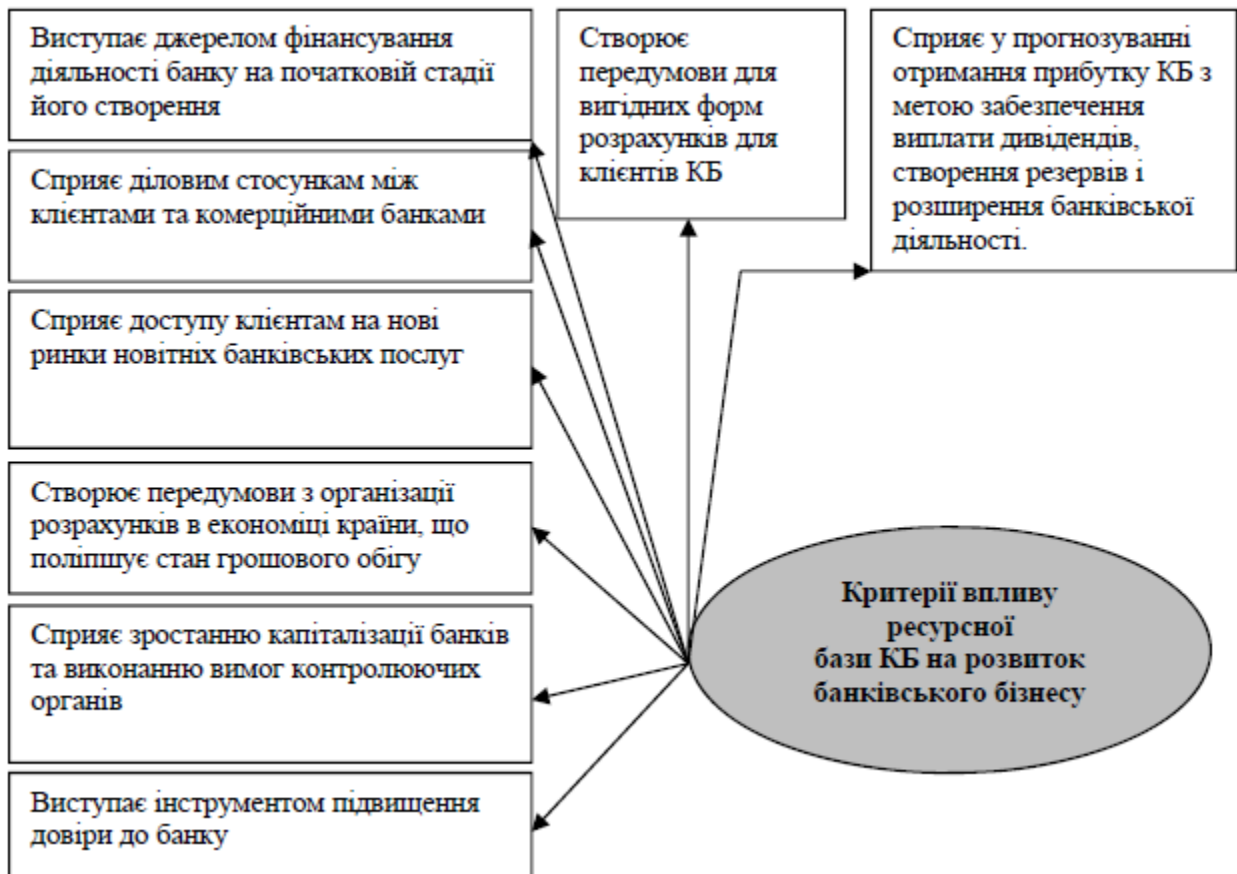 Виступає джерелом фінансування
діяльності банку на початковій стадії
його створення
Сприяє діловим стосункам між
клієнтами та комерційними банками
Сприяє доступу клієнтам на нові
ринки новітніх банківських послуг
Створює передумови з організації
розрахунків в економіці країни, що
поліпшує стан грошового обігу
Сприяє зростанню капіталізації банків
та виконанню вимог контролюючих
органів
Виступає інструментом підвищення
довіри до банку
Створює
передумови для
вигідних форм
розрахунків для
клієнтів КБ
Сприяє у прогнозуванні
отримання прибутку КБ з
метою забезпечення
виплати дивідендів,
створення резервів і
розширення банківської
діяльності.
Критерії впливу
ресурсної
бази КБ на розвиток
банківського бізнесу